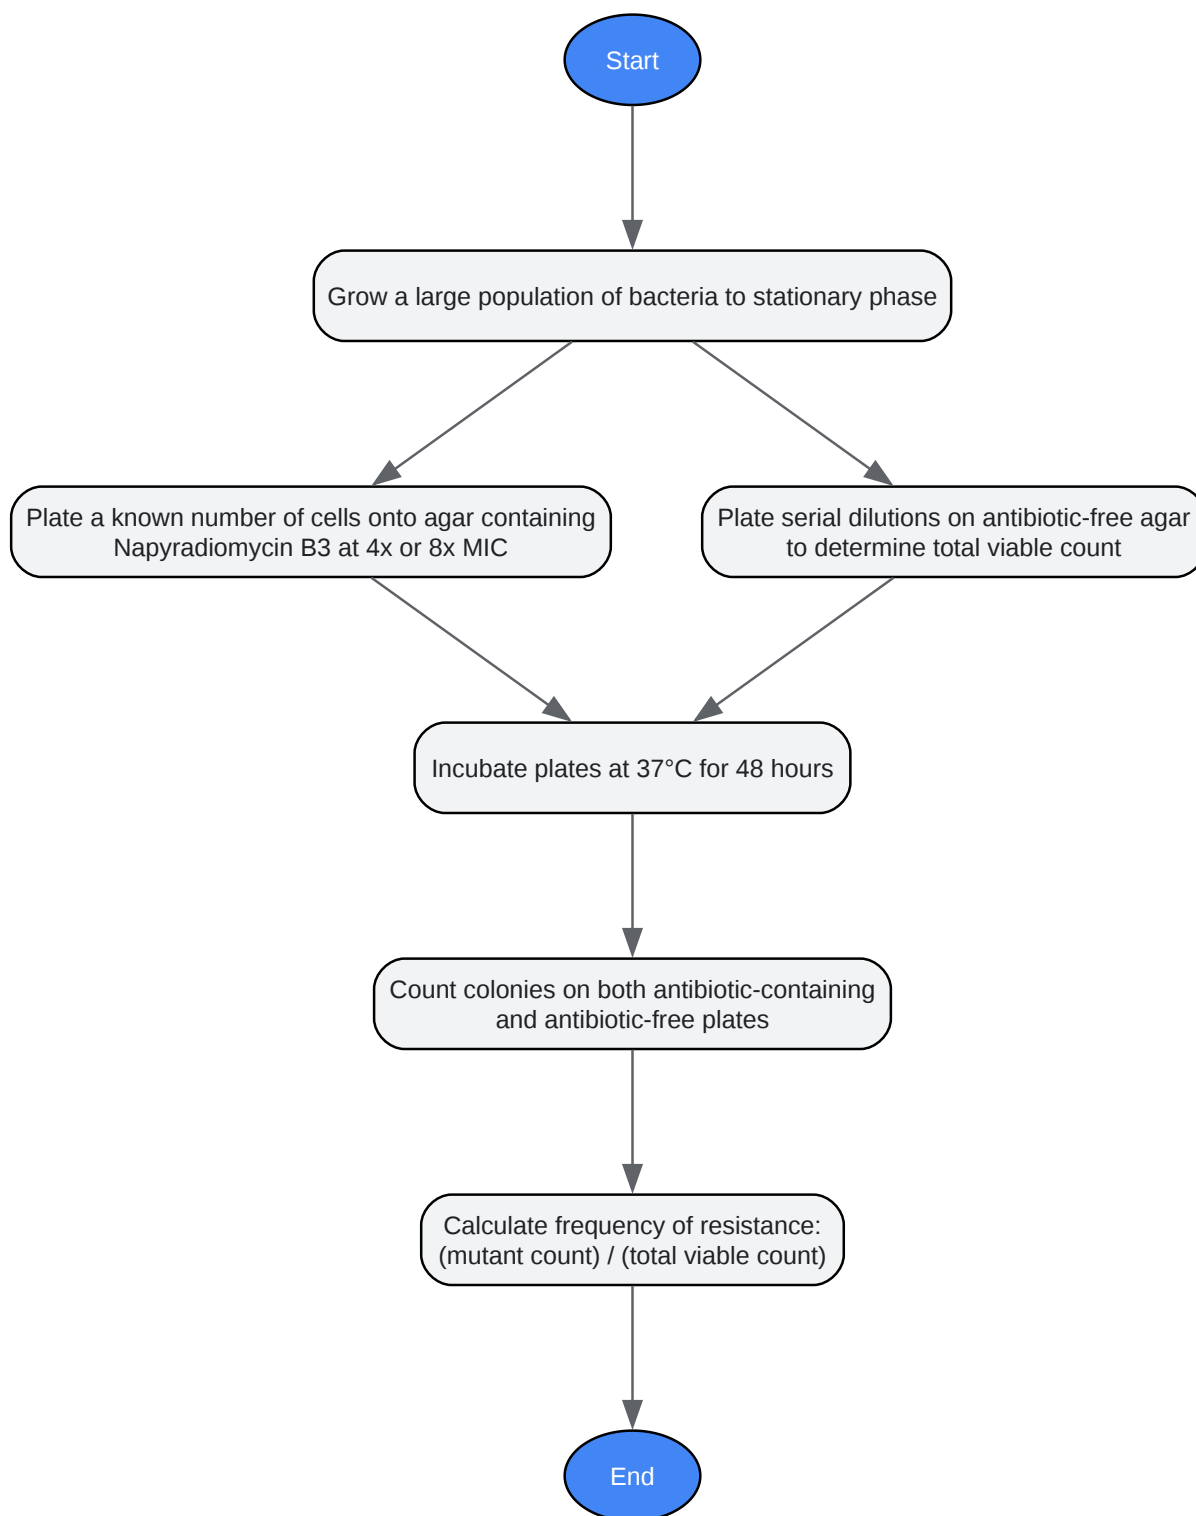 Start
Grow a large population of bacteria to stationary phase
Plate a known number of cells onto agar containing
Napyradiomycin B3 at 4x or 8x MIC
Plate serial dilutions on antibiotic-free agar
to determine total viable count
Incubate plates at 37°C for 48 hours
Count colonies on both antibiotic-containing
and antibiotic-free plates
Calculate frequency of resistance:
(mutant count) / (total viable count)
End